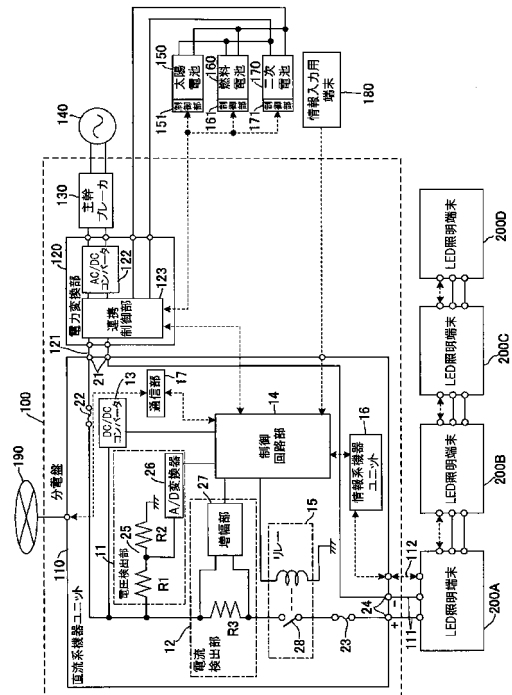 190
100
分電盤
110
直流系機器ユニット
22
21
121
120
電力変換部
AC/DC
コンバータ
122
連携
制御部
123
130
主幹
ブレーカ
140
151
制御部
太陽
電池
150
161
制御部
燃料
電池
160
171
制御部
二次
電池
170
情報入力用
端末
180
DC/DC
コンバータ
13
通信部
17
11
電圧検出部
25
R1
R2
A/D変換器
26
12
電流
検出部
R3
増幅部
27
制御
回路部
14
リレー
15
28
23
情報系機器
ユニット
16
+
-
24
111
112
LED照明端末
200A
LED照明端末
200B
LED照明端末
200C
LED照明端末
200D